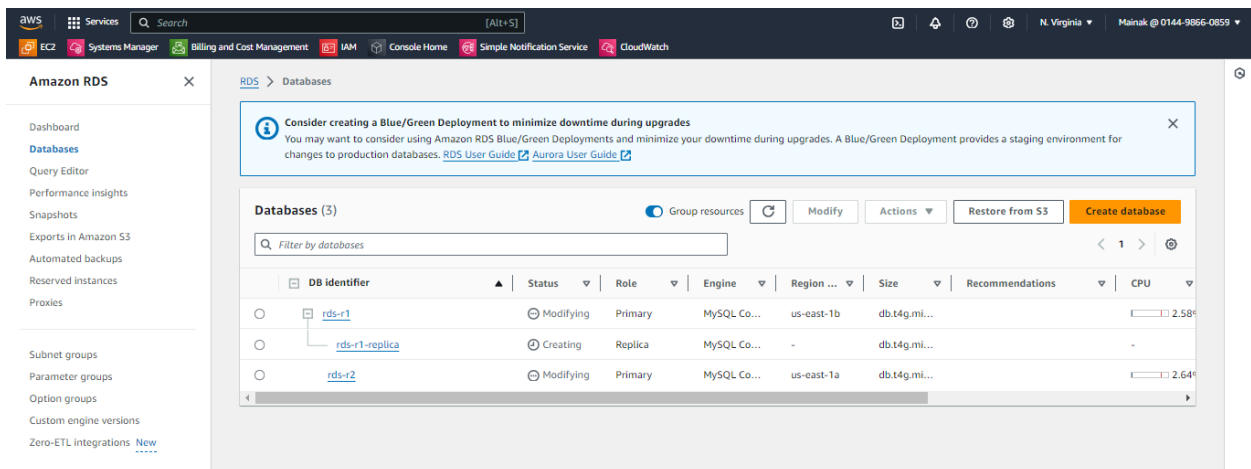 aws Services Search [Alt+S] N. Virginia Mainak @ 0144-9866-0859
EC2 Systems Manager Billing and Cost Management IAM Console Home Simple Notification Service CloudWatch
Amazon RDS
Dashboard
Databases
Query Editor
Performance insights
Snapshots
Exports in Amazon S3
Automated backups
Reserved instances
Proxies
Subnet groups
Parameter groups
Option groups
Custom engine versions
Zero-ETL integrations New
RDS > Databases
Consider creating a Blue/Green Deployment to minimize downtime during upgrades
You may want to consider using Amazon RDS Blue/Green Deployments and minimize your downtime during upgrades. A Blue/Green Deployment provides a staging environment for
changes to production databases. RDS User Guide Aurora User Guide
Databases (3) Group resources Modify Actions Restore from S3 Create database
Filter by databases 1
DB identifier Status Role Engine Region ... Size Recommendations CPU
rds-r1 Modifying Primary MySQL Co... us-east-1b db.t4g.mi... 2.58
rds-r1-replica Creating Replica MySQL Co... - db.t4g.mi... -
rds-r2 Modifying Primary MySQL Co... us-east-1a db.t4g.mi... 2.64